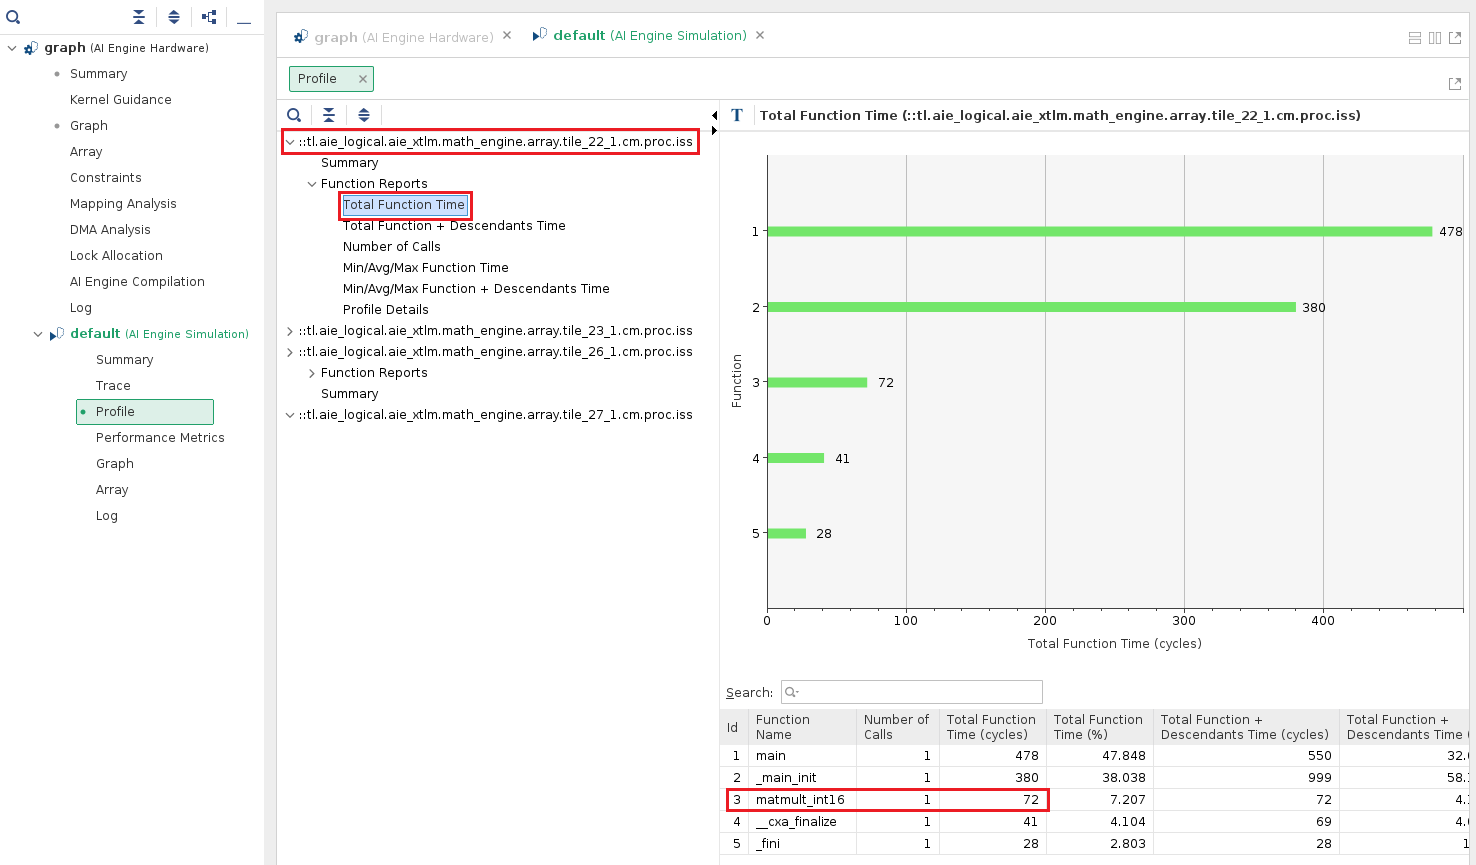 graph (AI Engine Hardware)
Summary
Kernel Guidance
Graph
Array
Constraints
Mapping Analysis
DMA Analysis
Lock Allocation
AI Engine Compilation
Log
default (AI Engine Simulation)
Summary
Trace
Profile
Performance Metrics
Graph
Array
Log
graph (AI Engine Hardware)
default (AI Engine Simulation)
Profile
::tl.aie_logical.aie_xtlm.math_engine.array.tile_22_1.cm.proc.iss
Summary
Function Reports
Total Function Time
Total Function + Descendants Time
Number of Calls
Min/Avg/Max Function Time
Min/Avg/Max Function + Descendants Time
Profile Details
::tl.aie_logical.aie_xtlm.math_engine.array.tile_23_1.cm.proc.iss
::tl.aie_logical.aie_xtlm.math_engine.array.tile_26_1.cm.proc.iss
Function Reports
Summary
::tl.aie_logical.aie_xtlm.math_engine.array.tile_27_1.cm.proc.iss
T Total Function Time (::tl.aie_logical.aie_xtlm.math_engine.array.tile_22_1.cm.proc.iss)
Function
1 478
2 380
3 72
4 41
5 28
0 100 200 300 400
Total Function Time (cycles)
Search:
Id Function Name Number of Calls Total Function Time (cycles) Total Function Time (%) Total Function + Descendants Time (cycles) Total Function + Descendants Time (
1 main 1 478 47.848 550 32.
2 _main_init 1 380 38.038 999 58.
3 matmult_int16 1 72 7.207 72 4.
4 __cxa_finalize 1 41 4.104 69 4.
5 _fini 1 28 2.803 28 1